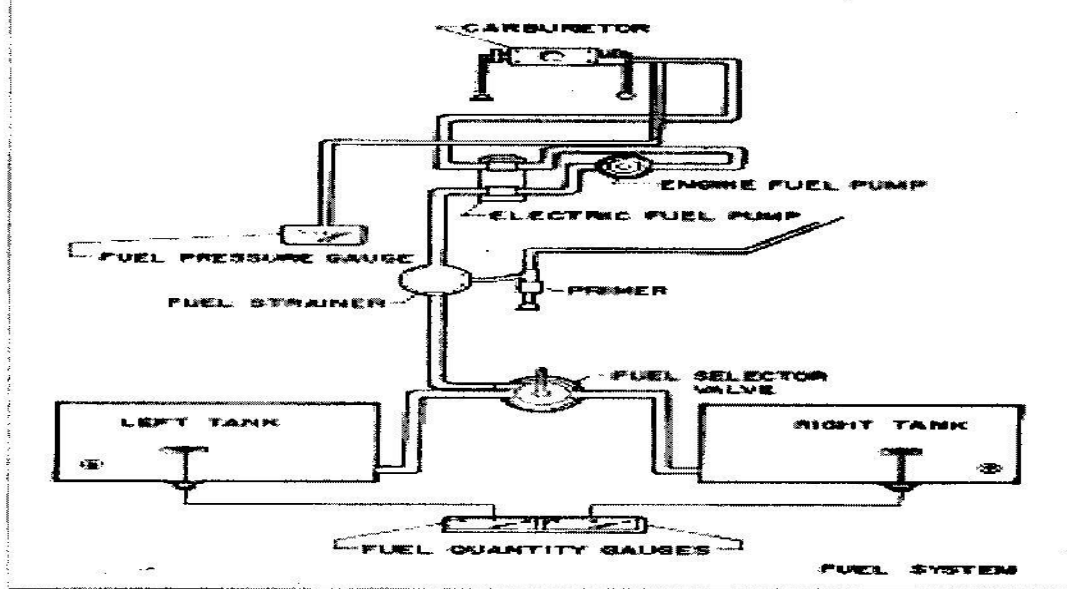 CARBURETOR
ENGINE FUEL PUMP
ELECTRIC FUEL PUMP
FUEL PRESSURE GAUGE
FUEL STRAINER
PRIMER
FUEL SELECTOR
VALVE
LEFT TANK
RIGHT TANK
FUEL QUANTITY GAUGES
FUEL SYSTEM